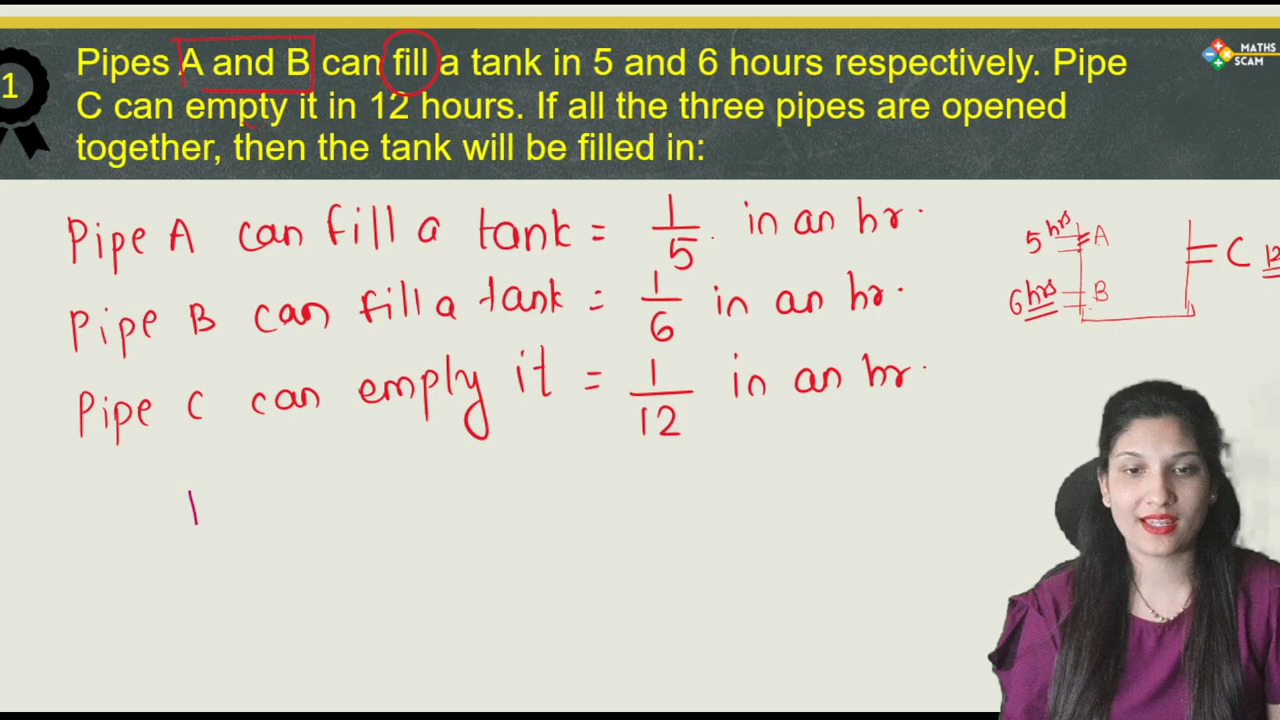 1
Pipes A and B can fill a tank in 5 and 6 hours respectively. Pipe
C can empty it in 12 hours. If all the three pipes are opened
together, then the tank will be filled in:
MATHS
SCAM
Pipe A can fill a tank = 1/5 in an hr.
Pipe B can fill a tank = 1/6 in an hr.
Pipe C can emply it = 1/12 in an hr.
1
5 hrs A
6 hrs B
C 12